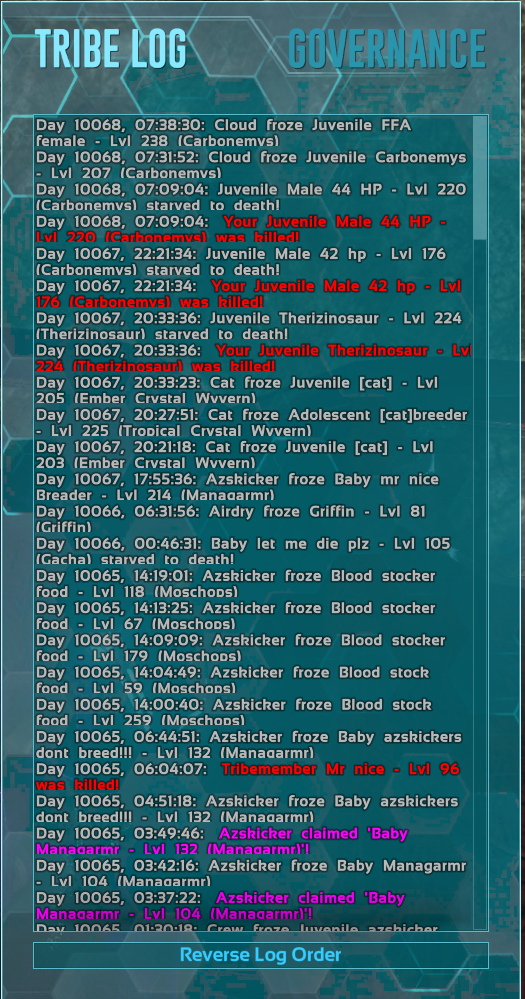 TRIBE LOG GOVERNANCE
Day 10068, 07:38:30: Cloud froze Juvenile FFA
female - Lvl 238 (Carbonemys)
Day 10068, 07:31:52: Cloud froze Juvenile Carbonemys
- Lvl 207 (Carbonemys)
Day 10068, 07:09:04: Juvenile Male 44 HP - Lvl 220
(Carbonemys) starved to death!
Day 10068, 07:09:04: Your Juvenile Male 44 HP -
Lvl 220 (Carbonemys) was killed!
Day 10067, 22:21:34: Juvenile Male 42 hp - Lvl 176
(Carbonemys) starved to death!
Day 10067, 22:21:34: Your Juvenile Male 42 hp - Lvl
176 (Carbonemys) was killed!
Day 10067, 20:33:36: Juvenile Therizinosaur - Lvl 224
(Therizinosaur) starved to death!
Day 10067, 20:33:36: Your Juvenile Therizinosaur - Lvl
224 (Therizinosaur) was killed!
Day 10067, 20:33:23: Cat froze Juvenile [cat] - Lvl
205 (Ember Crystal Wyvern)
Day 10067, 20:27:51: Cat froze Adolescent [cat]breeder
- Lvl 225 (Tropical Crystal Wyvern)
Day 10067, 20:21:18: Cat froze Juvenile [cat] - Lvl
203 (Ember Crystal Wyvern)
Day 10067, 17:55:36: Azskicker froze Baby mr nice
Breader - Lvl 214 (Managarmr)
Day 10066, 06:31:56: Airdry froze Griffin - Lvl 81
(Griffin)
Day 10066, 00:46:31: Baby let me die plz - Lvl 105
(Gacha) starved to death!
Day 10065, 14:19:01: Azskicker froze Blood stocker
food - Lvl 118 (Moschops)
Day 10065, 14:13:25: Azskicker froze Blood stocker
food - Lvl 67 (Moschops)
Day 10065, 14:09:09: Azskicker froze Blood stocker
food - Lvl 179 (Moschops)
Day 10065, 14:04:49: Azskicker froze Blood stock
food - Lvl 59 (Moschops)
Day 10065, 14:00:40: Azskicker froze Blood stock
food - Lvl 259 (Moschops)
Day 10065, 06:44:51: Azskicker froze Baby azskickers
dont breed!!! - Lvl 132 (Managarmr)
Day 10065, 06:04:07: Tribemember Mr nice - Lvl 96
was killed!
Day 10065, 04:51:18: Azskicker froze Baby azskickers
dont breed!!! - Lvl 132 (Managarmr)
Day 10065, 03:49:46: Azskicker claimed 'Baby
Managarmr - Lvl 132 (Managarmr)'!
Day 10065, 03:42:16: Azskicker froze Baby Managarmr
- Lvl 104 (Managarmr)
Day 10065, 03:37:22: Azskicker claimed 'Baby
Managarmr - Lvl 104 (Managarmr)'!
Day 10065, 01:30:18: Crew froze Juvenile azskicker
Reverse Log Order